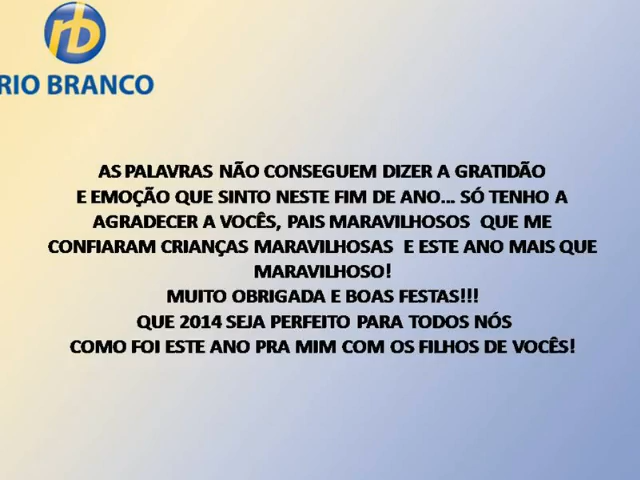 rb
RIO BRANCO
AS PALAVRAS NÃO CONSEGUEM DIZER A GRATIDÃO
E EMOÇÃO QUE SINTO NESTE FIM DE ANO... SÓ TENHO A
AGRADECER A VOCÊS, PAIS MARAVILHOSOS QUE ME
CONFIARAM CRIANÇAS MARAVILHOSAS E ESTE ANO MAIS QUE
MARAVILHOSO!
MUITO OBRIGADA E BOAS FESTAS!!!
QUE 2014 SEJA PERFEITO PARA TODOS NÓS
COMO FOI ESTE ANO PRA MIM COM OS FILHOS DE VOCÊS!